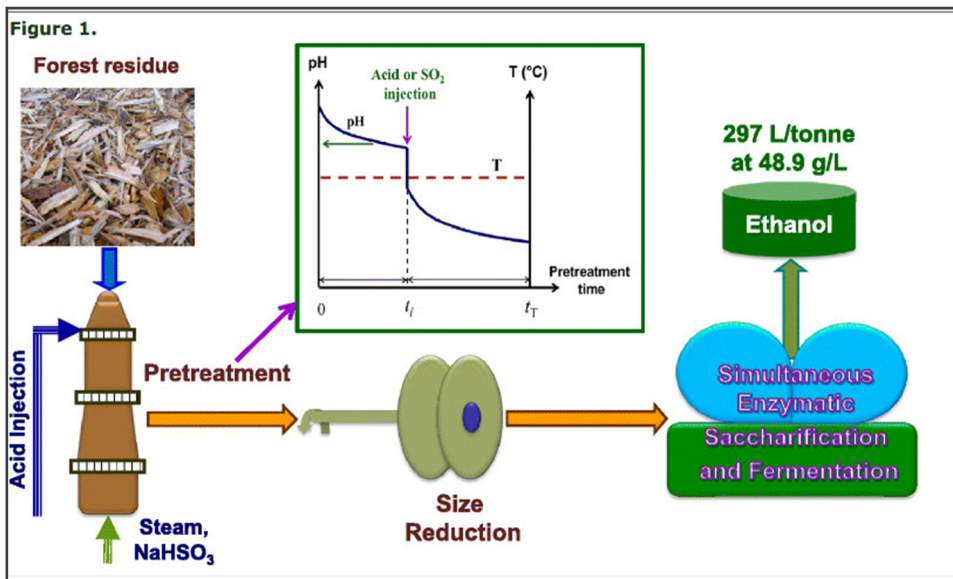 Figure 1.
Forest residue
pH
Acid or SO₂
injection
T (°C)
pH
T
Pretreatment
time
0
tᵢ
t_T
297 L/tonne
at 48.9 g/L
Ethanol
Acid Injection
Pretreatment
Simultaneous
Enzymatic
Saccharification
and Fermentation
Size
Reduction
Steam,
NaHSO₃